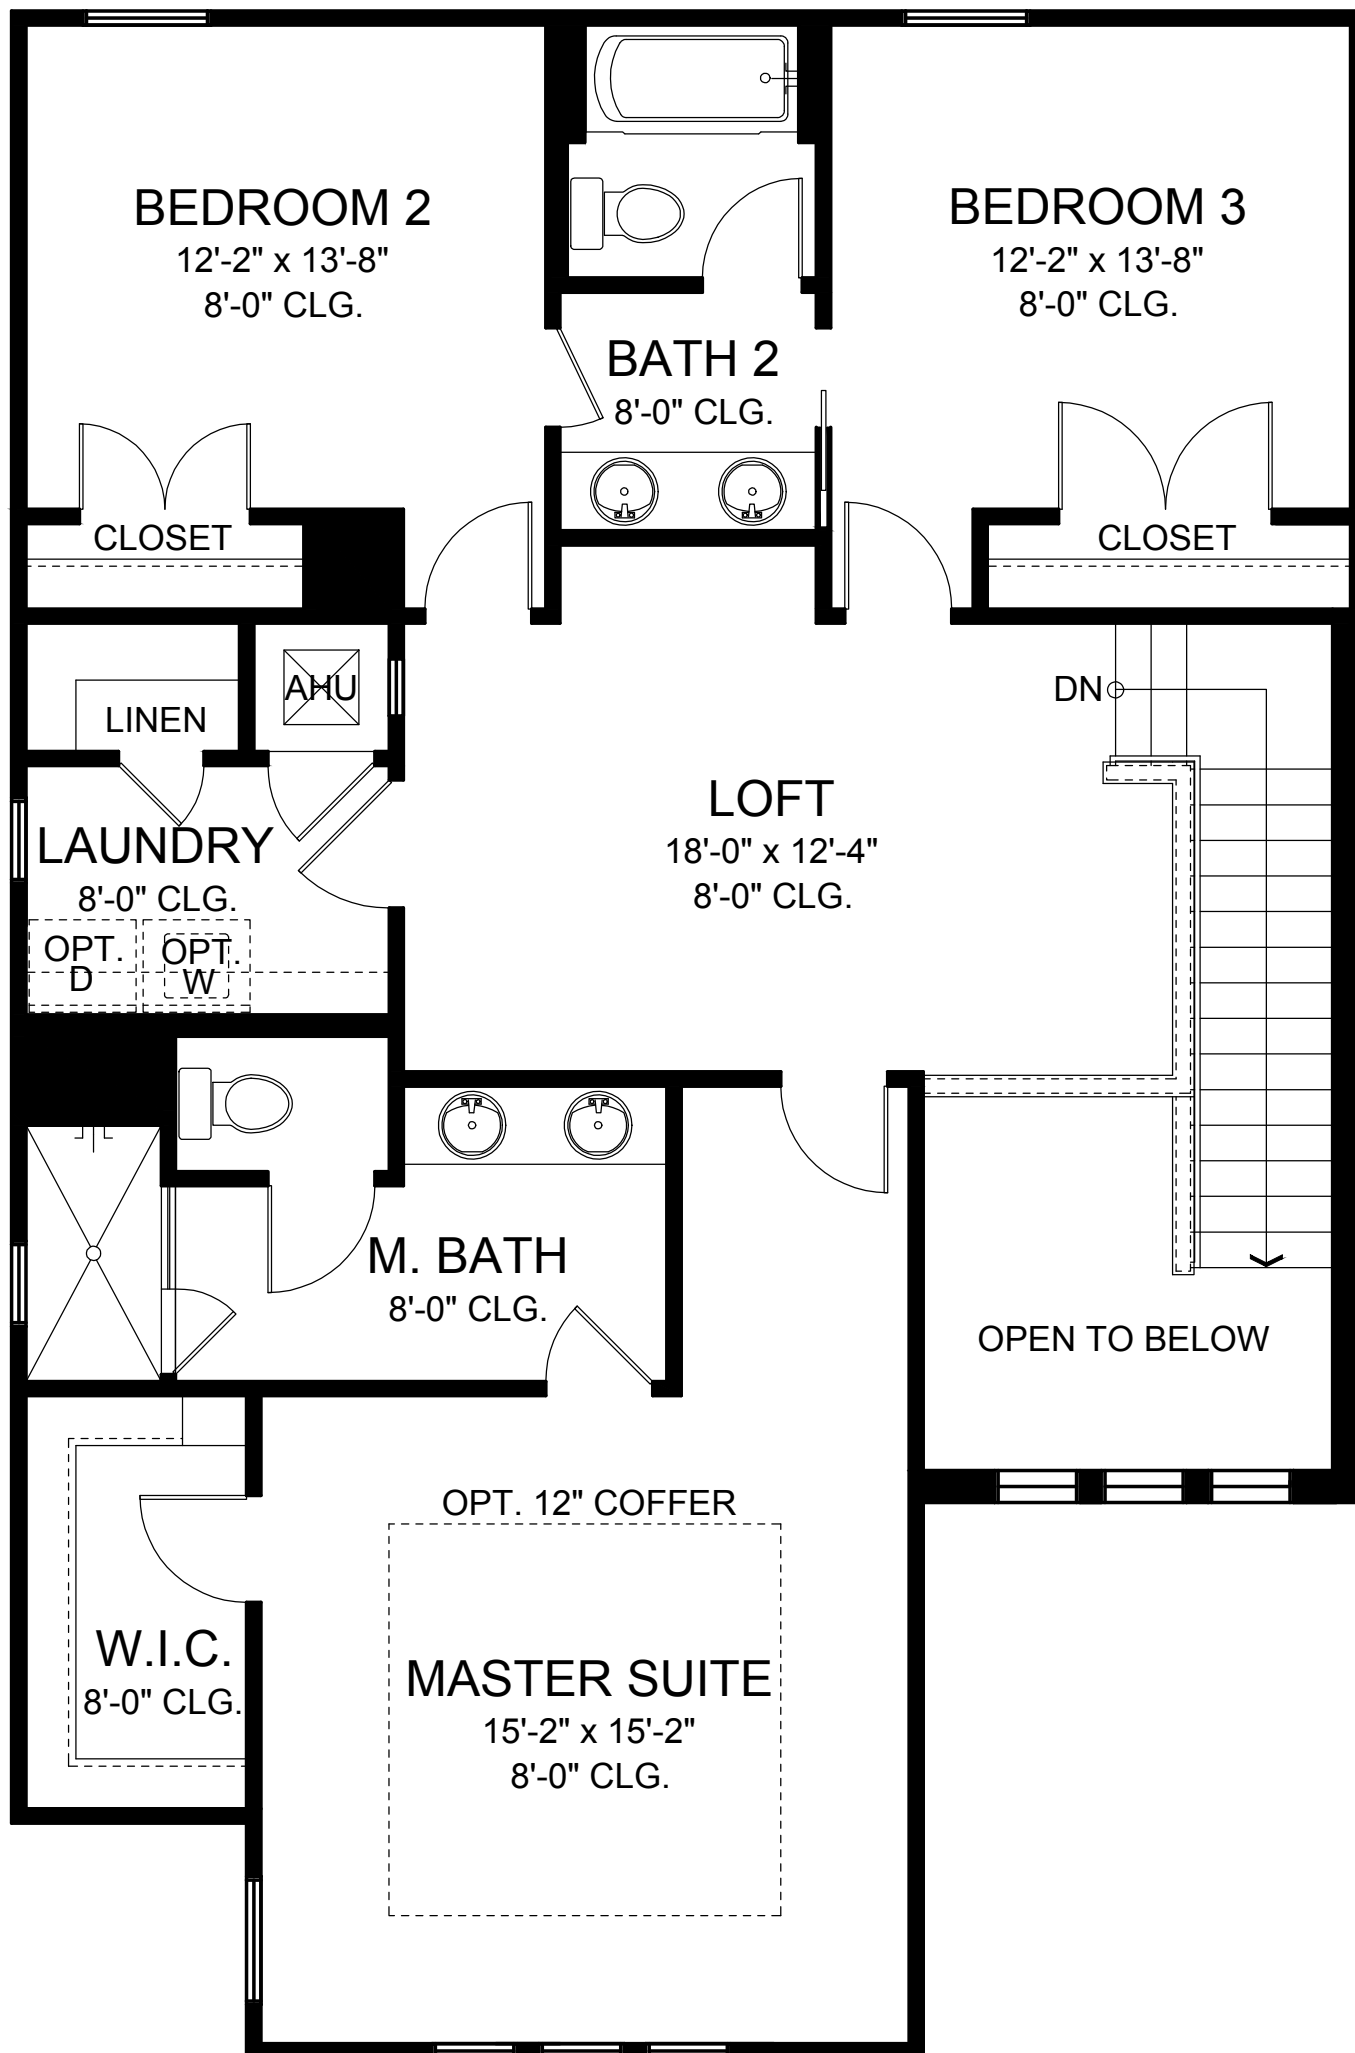 BEDROOM 2
12'-2" x 13'-8"
8'-0" CLG.
BEDROOM 3
12'-2" x 13'-8"
8'-0" CLG.
BATH 2
8'-0" CLG.
CLOSET
CLOSET
LINEN
AHU
DN
LAUNDRY
8'-0" CLG.
OPT.
D
OPT.
W
LOFT
18'-0" x 12'-4"
8'-0" CLG.
M. BATH
8'-0" CLG.
OPEN TO BELOW
W.I.C.
8'-0" CLG.
OPT. 12" COFFER
MASTER SUITE
15'-2" x 15'-2"
8'-0" CLG.